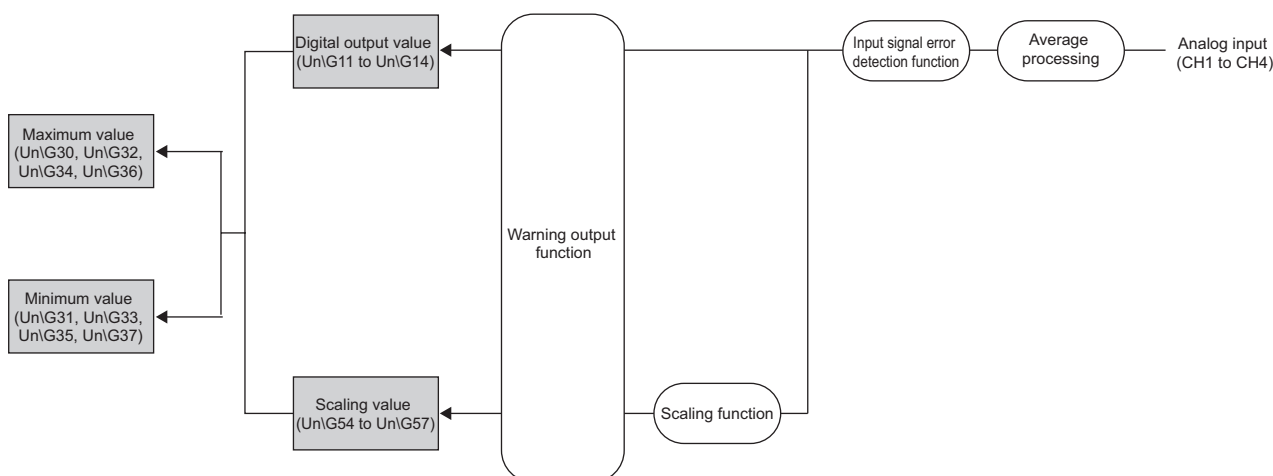 Digital output value
(Un\G11 to Un\G14)
Input signal error
detection function
Average
processing
Analog input
(CH1 to CH4)
Maximum value
(Un\G30, Un\G32,
Un\G34, Un\G36)
Warning output
function
Minimum value
(Un\G31, Un\G33,
Un\G35, Un\G37)
Scaling value
(Un\G54 to Un\G57)
Scaling function